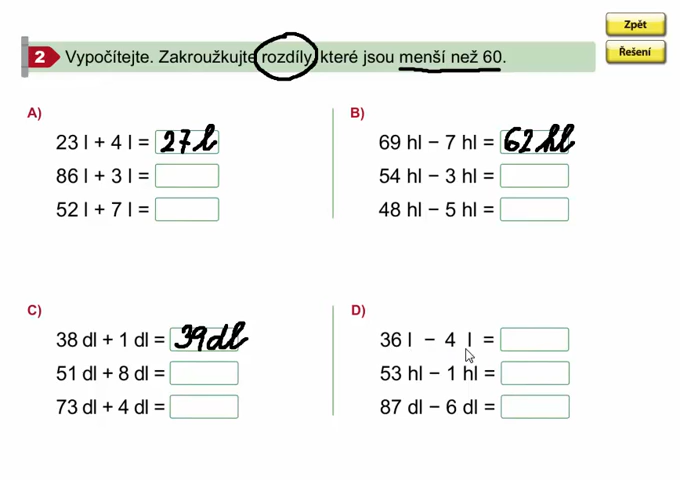 Zpět
Řešení
2 Vypočítejte. Zakroužkujte rozdíly, které jsou menší než 60.
A)
23 l + 4 l = 27 l
86 l + 3 l =
52 l + 7 l =
B)
69 hl − 7 hl = 62 hl
54 hl − 3 hl =
48 hl − 5 hl =
C)
38 dl + 1 dl = 39 dl
51 dl + 8 dl =
73 dl + 4 dl =
D)
36 l − 4 l =
53 hl − 1 hl =
87 dl − 6 dl =